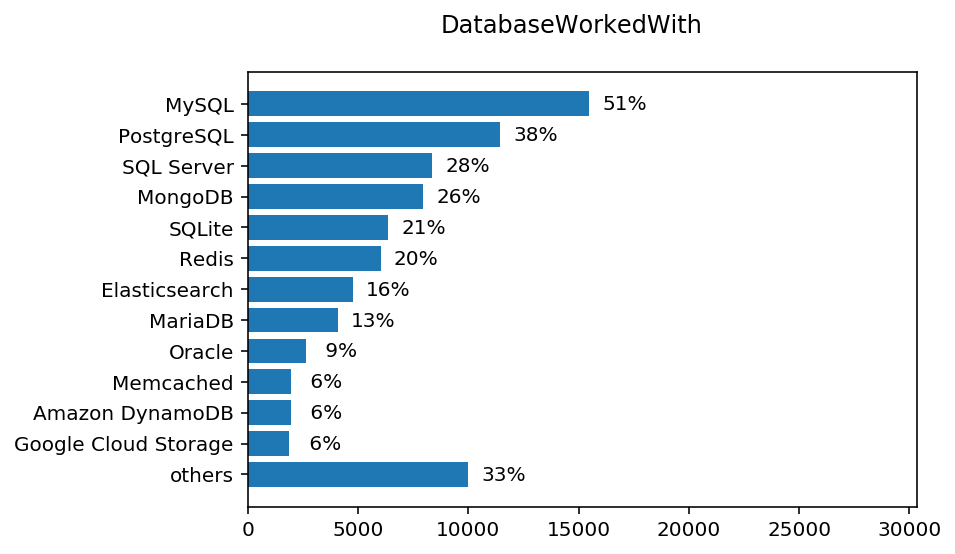 DatabaseWorkedWith
MySQL 51%
PostgreSQL 38%
SQL Server 28%
MongoDB 26%
SQLite 21%
Redis 20%
Elasticsearch 16%
MariaDB 13%
Oracle 9%
Memcached 6%
Amazon DynamoDB 6%
Google Cloud Storage 6%
others 33%
0 5000 10000 15000 20000 25000 30000